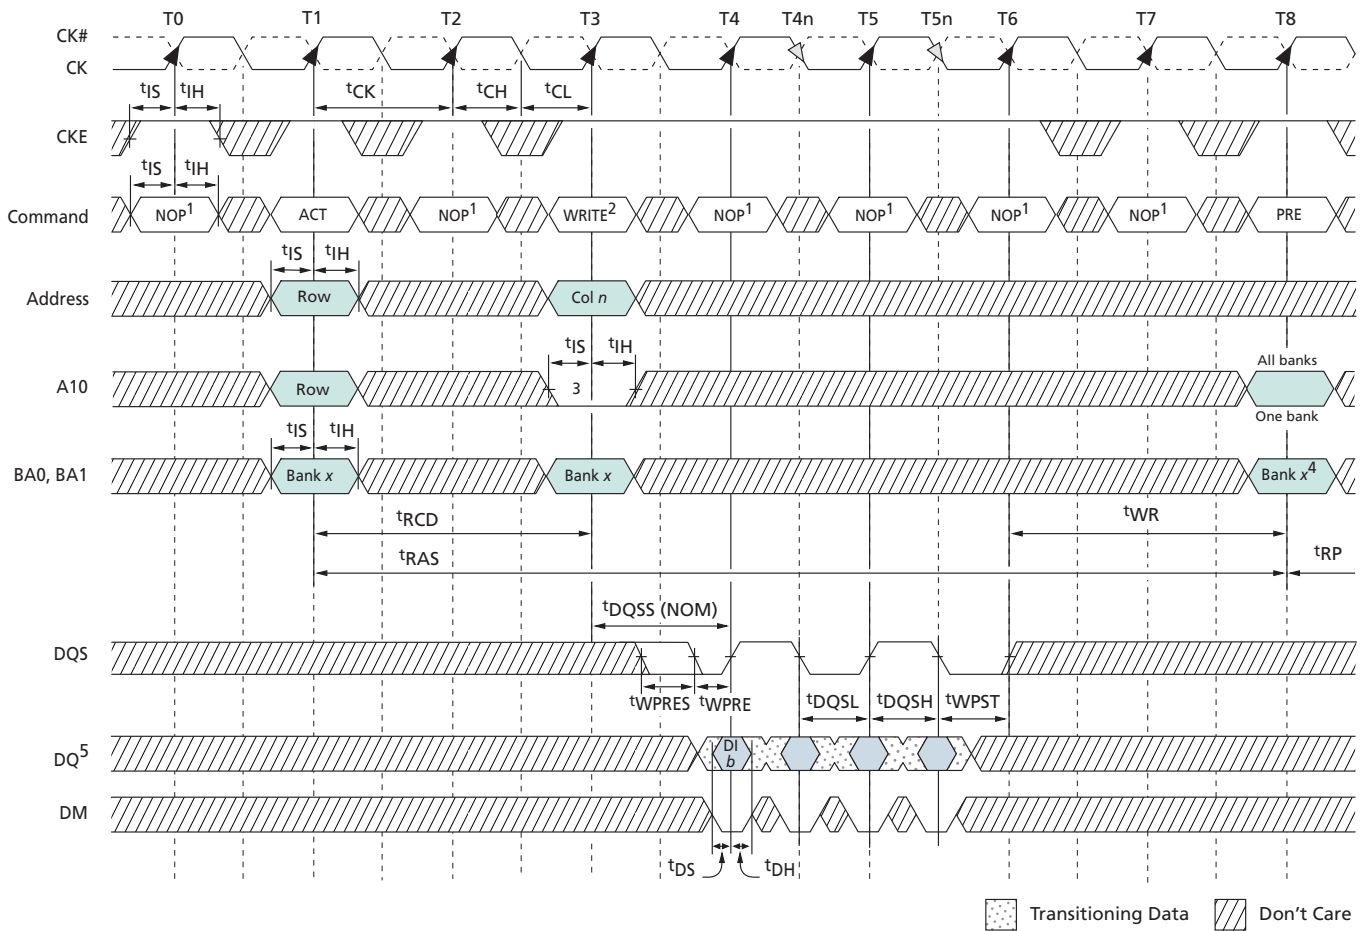 T0 T1 T2 T3 T4 T4n T5 T5n T6 T7 T8
CK#
CK
tIS tIH tCK tCH tCL
CKE
tIS tIH
Command NOP1 ACT NOP1 WRITE2 NOP1 NOP1 NOP1 NOP1 PRE
tIS tIH
Address Row Col n
tIS tIH All banks
A10 Row 3
One bank
tIS tIH
BA0, BA1 Bank x Bank x Bank x4
tRCD tWR
tRAS tRP
tDQSS (NOM)
DQS
tWPRES tWPRE tDQSL tDQSH tWPST
DQ5 DI
b
DM
tDS tDH
Transitioning Data Don't Care